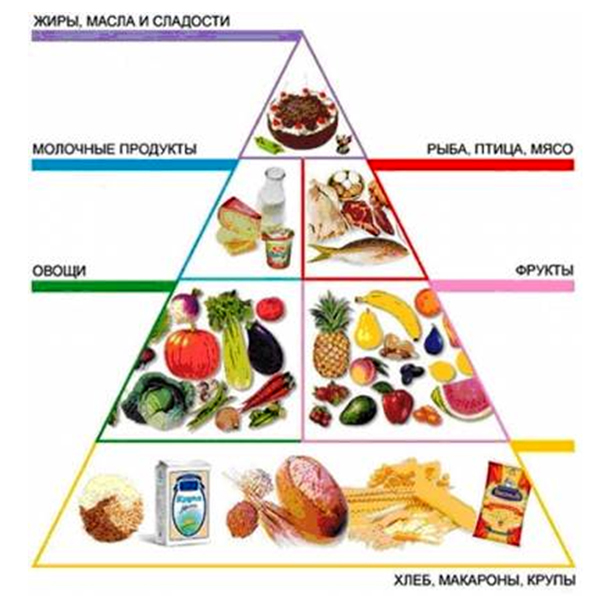 ЖИРЫ, МАСЛА И СЛАДОСТИ
МОЛОЧНЫЕ ПРОДУКТЫ
РЫБА, ПТИЦА, МЯСО
ОВОЩИ
ФРУКТЫ
ХЛЕБ, МАКАРОНЫ, КРУПЫ